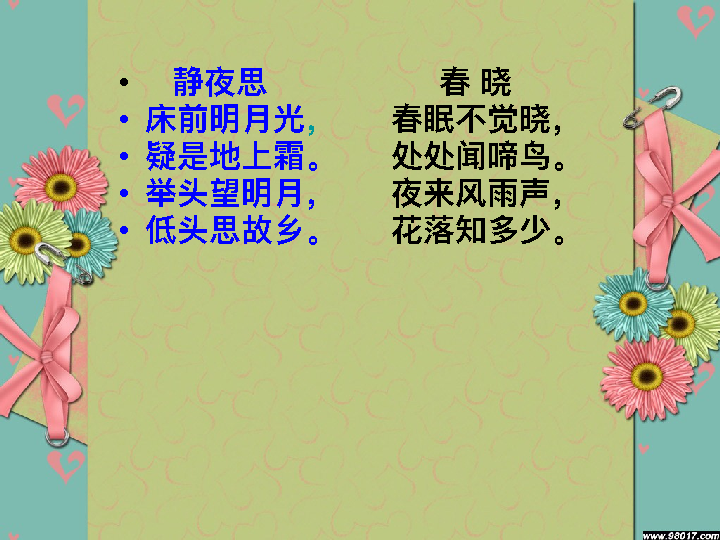 静夜思
床前明月光，
疑是地上霜。
举头望明月，
低头思故乡。
春 晓
春眠不觉晓，
处处闻啼鸟。
夜来风雨声，
花落知多少。
www.98017.com